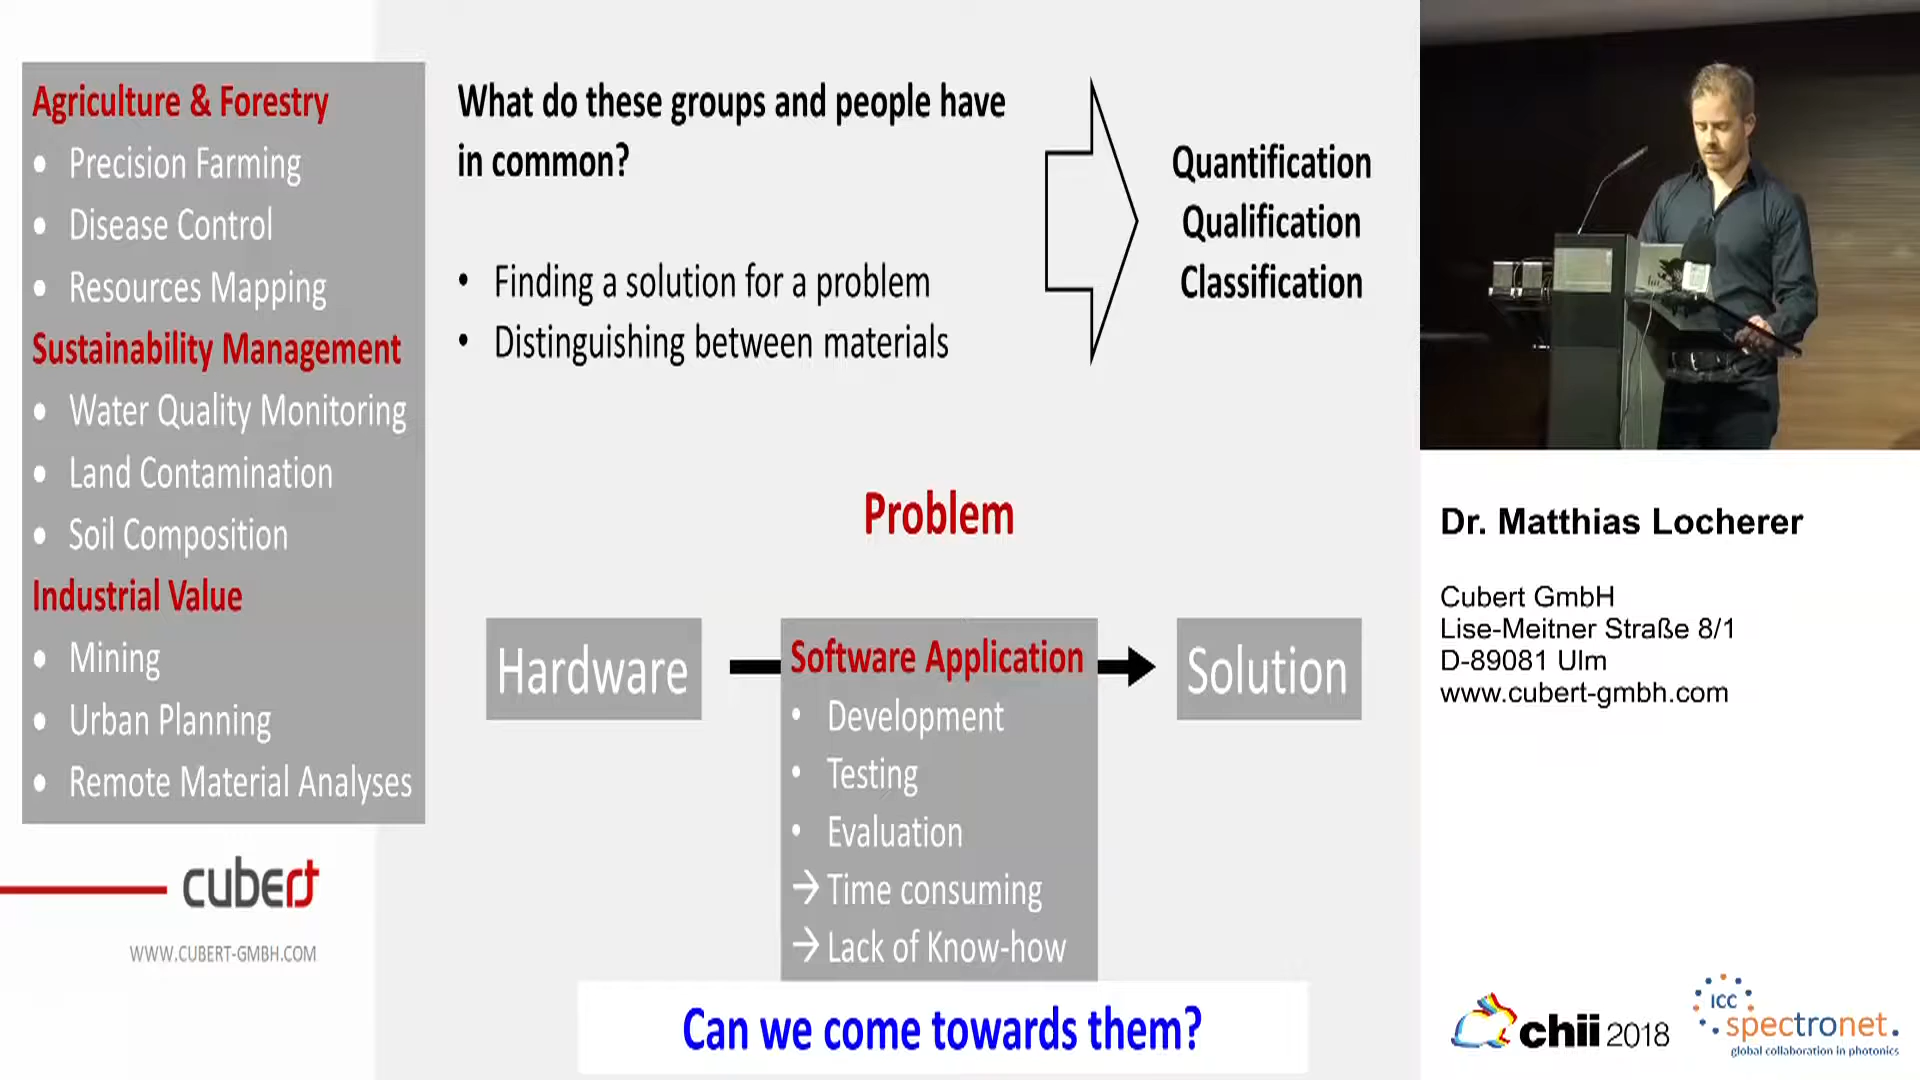 Agriculture & Forestry
• Precision Farming
• Disease Control
• Resources Mapping
Sustainability Management
• Water Quality Monitoring
• Land Contamination
• Soil Composition
Industrial Value
• Mining
• Urban Planning
• Remote Material Analyses
cubert
WWW.CUBERT-GMBH.COM
What do these groups and people have
in common?
• Finding a solution for a problem
• Distinguishing between materials
Quantification
Qualification
Classification
Problem
Hardware
Software Application
• Development
• Testing
• Evaluation
→ Time consuming
→ Lack of Know-how
Solution
Can we come towards them?
Dr. Matthias Locherer
Cubert GmbH
Lise-Meitner Straße 8/1
D-89081 Ulm
www.cubert-gmbh.com
chii 2018
ICC
spectronet.
global collaboration in photonics